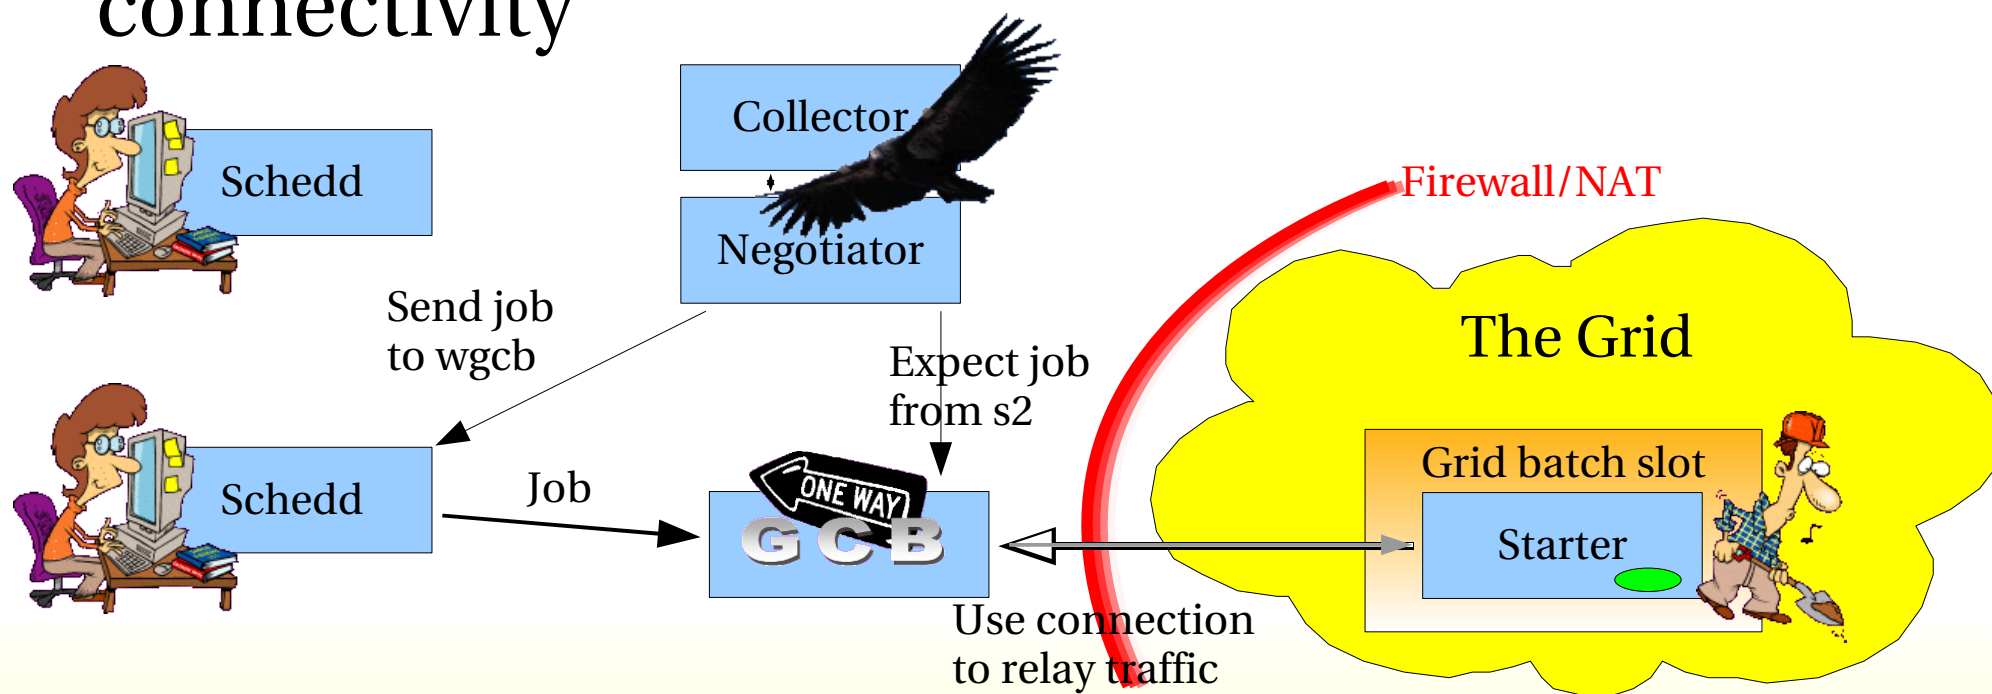 connectivity
Collector
Schedd
Firewall/NAT
Negotiator
Send job
to wgcb
The Grid
Expect job
from s2
Grid batch slot
Schedd
Job
ONE WAY
GCB
Starter
Use connection
to relay traffic